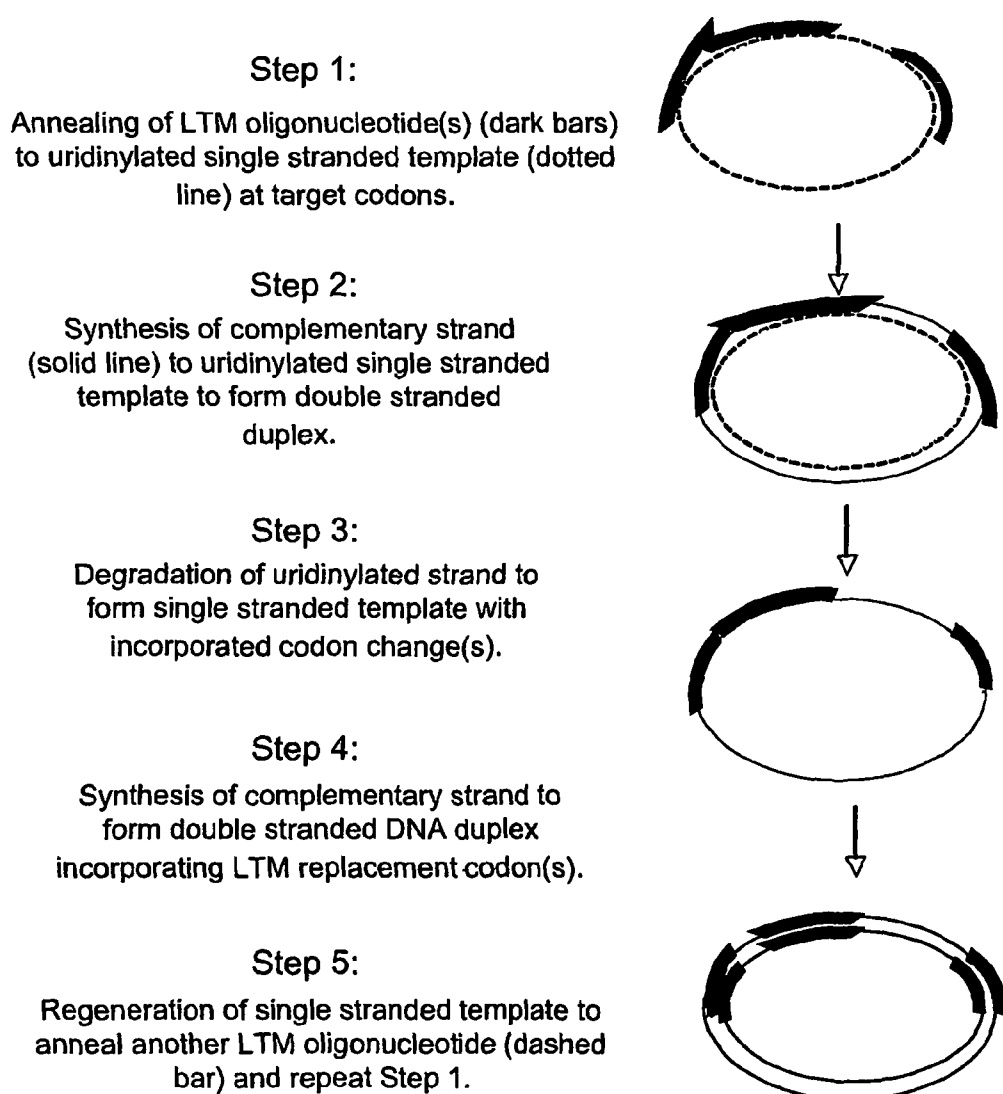 Step 1:
Annealing of LTM oligonucleotide(s) (dark bars)
to uridinylated single stranded template (dotted
line) at target codons.
Step 2:
Synthesis of complementary strand
(solid line) to uridinylated single stranded
template to form double stranded
duplex.
Step 3:
Degradation of uridinylated strand to
form single stranded template with
incorporated codon change(s).
Step 4:
Synthesis of complementary strand to
form double stranded DNA duplex
incorporating LTM replacement codon(s).
Step 5:
Regeneration of single stranded template to
anneal another LTM oligonucleotide (dashed
bar) and repeat Step 1.